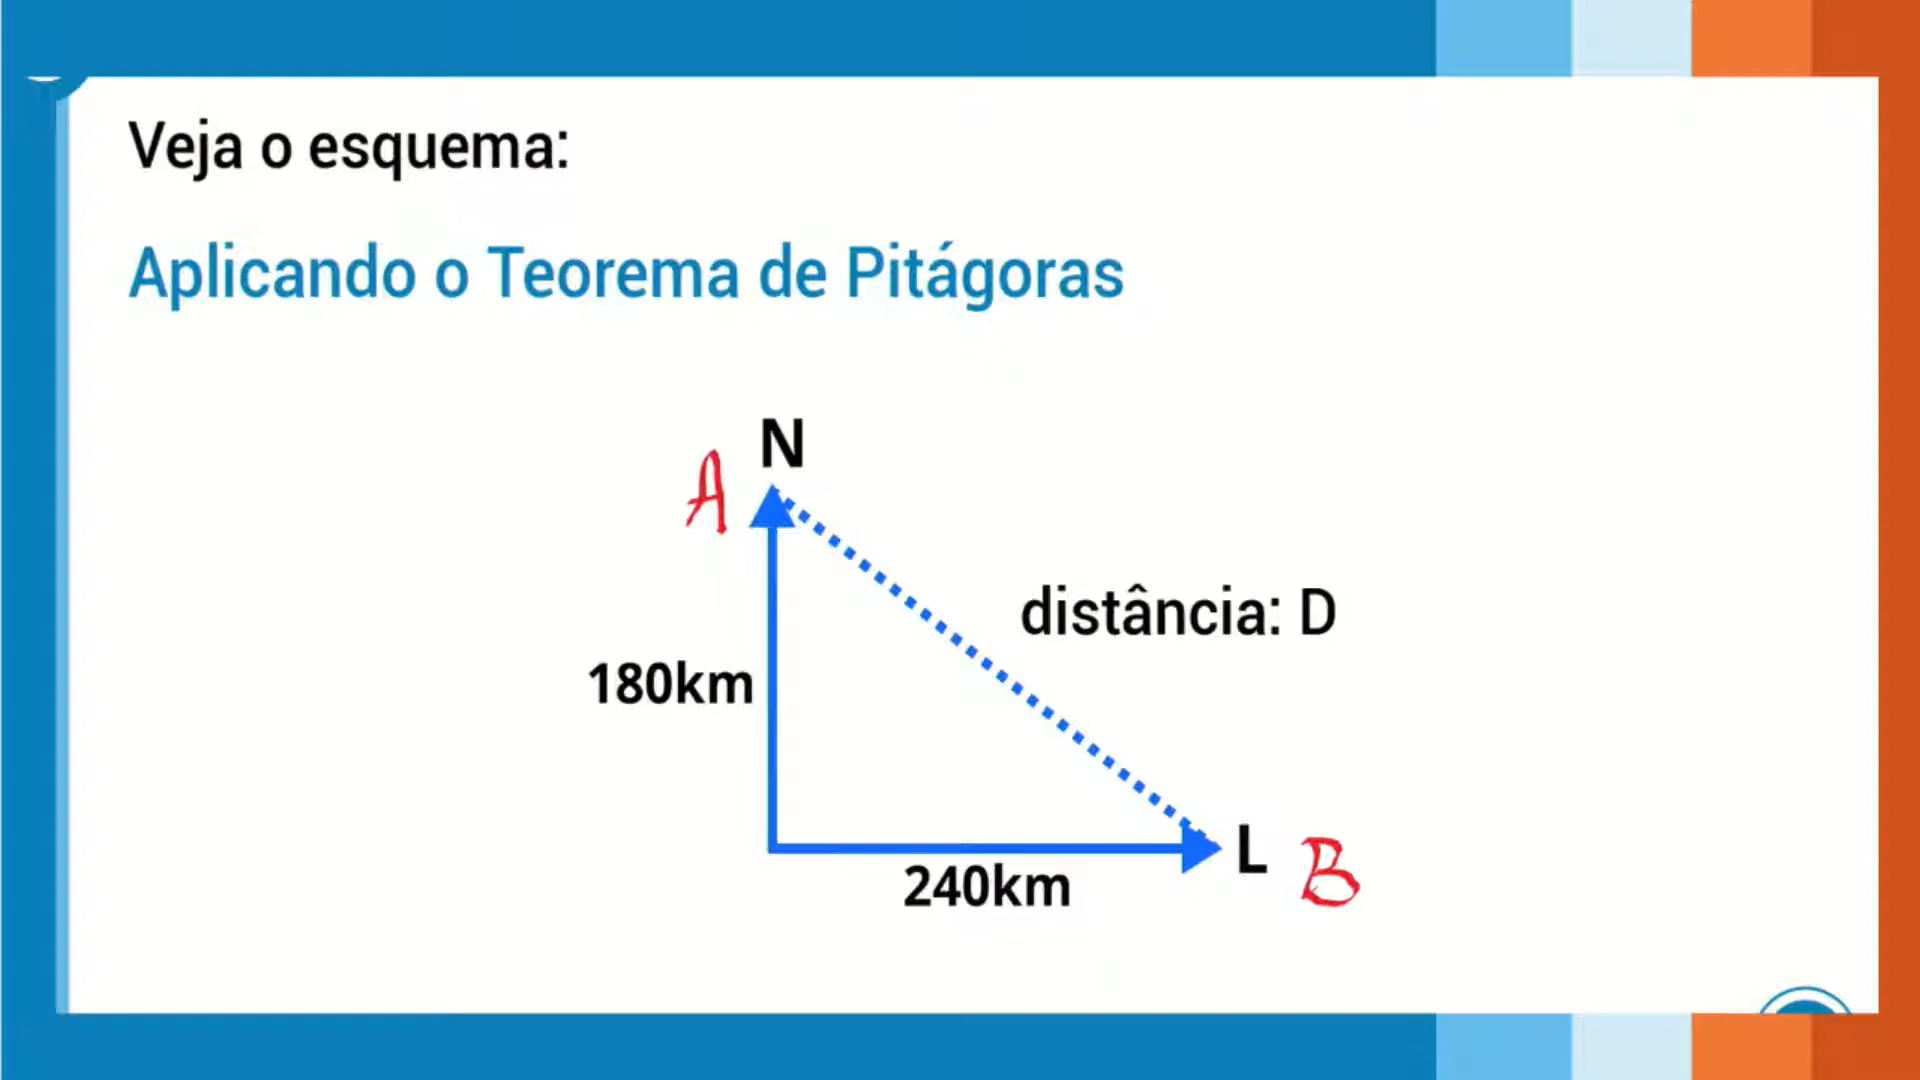 Veja o esquema:
Aplicando o Teorema de Pitágoras
N
A
distância: D
180km
L
B
240km